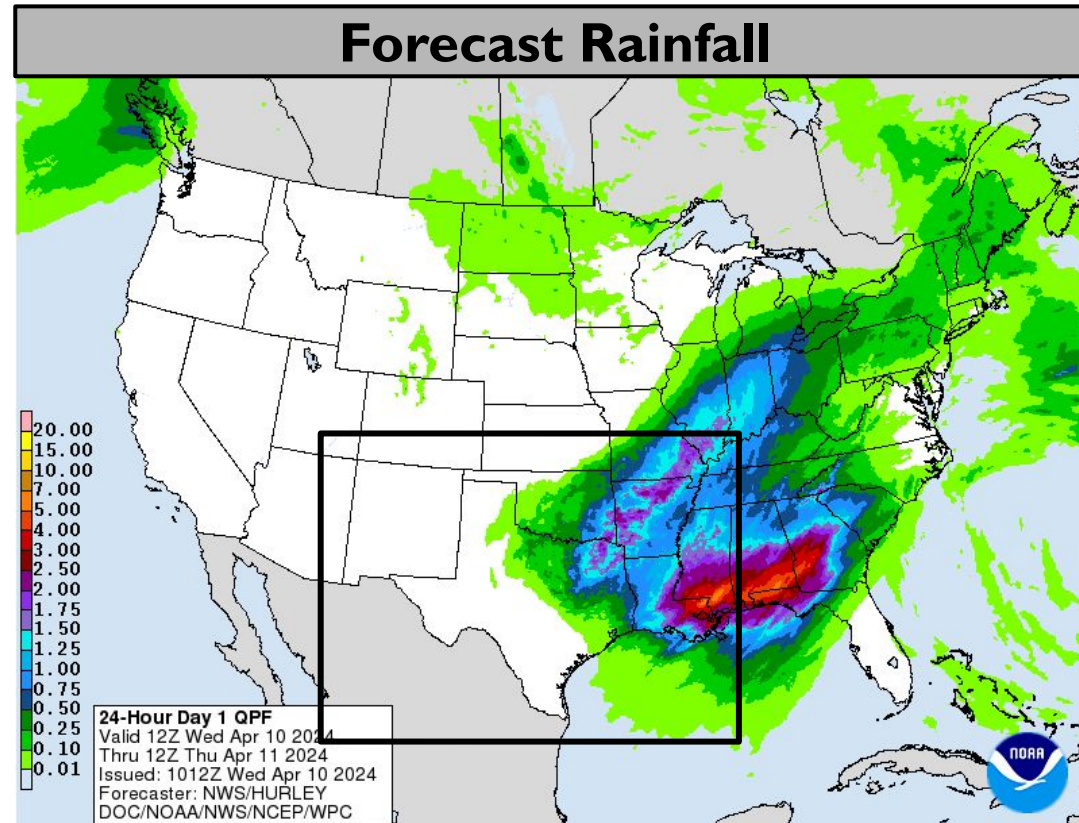 Forecast Rainfall
20.00
15.00
10.00
7.00
5.00
4.00
3.00
2.50
2.00
1.75
1.50
1.25
1.00
0.75
0.50
0.25
0.10
0.01
24-Hour Day 1 QPF
Valid 12Z Wed Apr 10 2024
Thru 12Z Thu Apr 11 2024
Issued: 1012Z Wed Apr 10 2024
Forecaster: NWS/HURLEY
DOC/NOAA/NWS/NCEP/WPC
NOAA